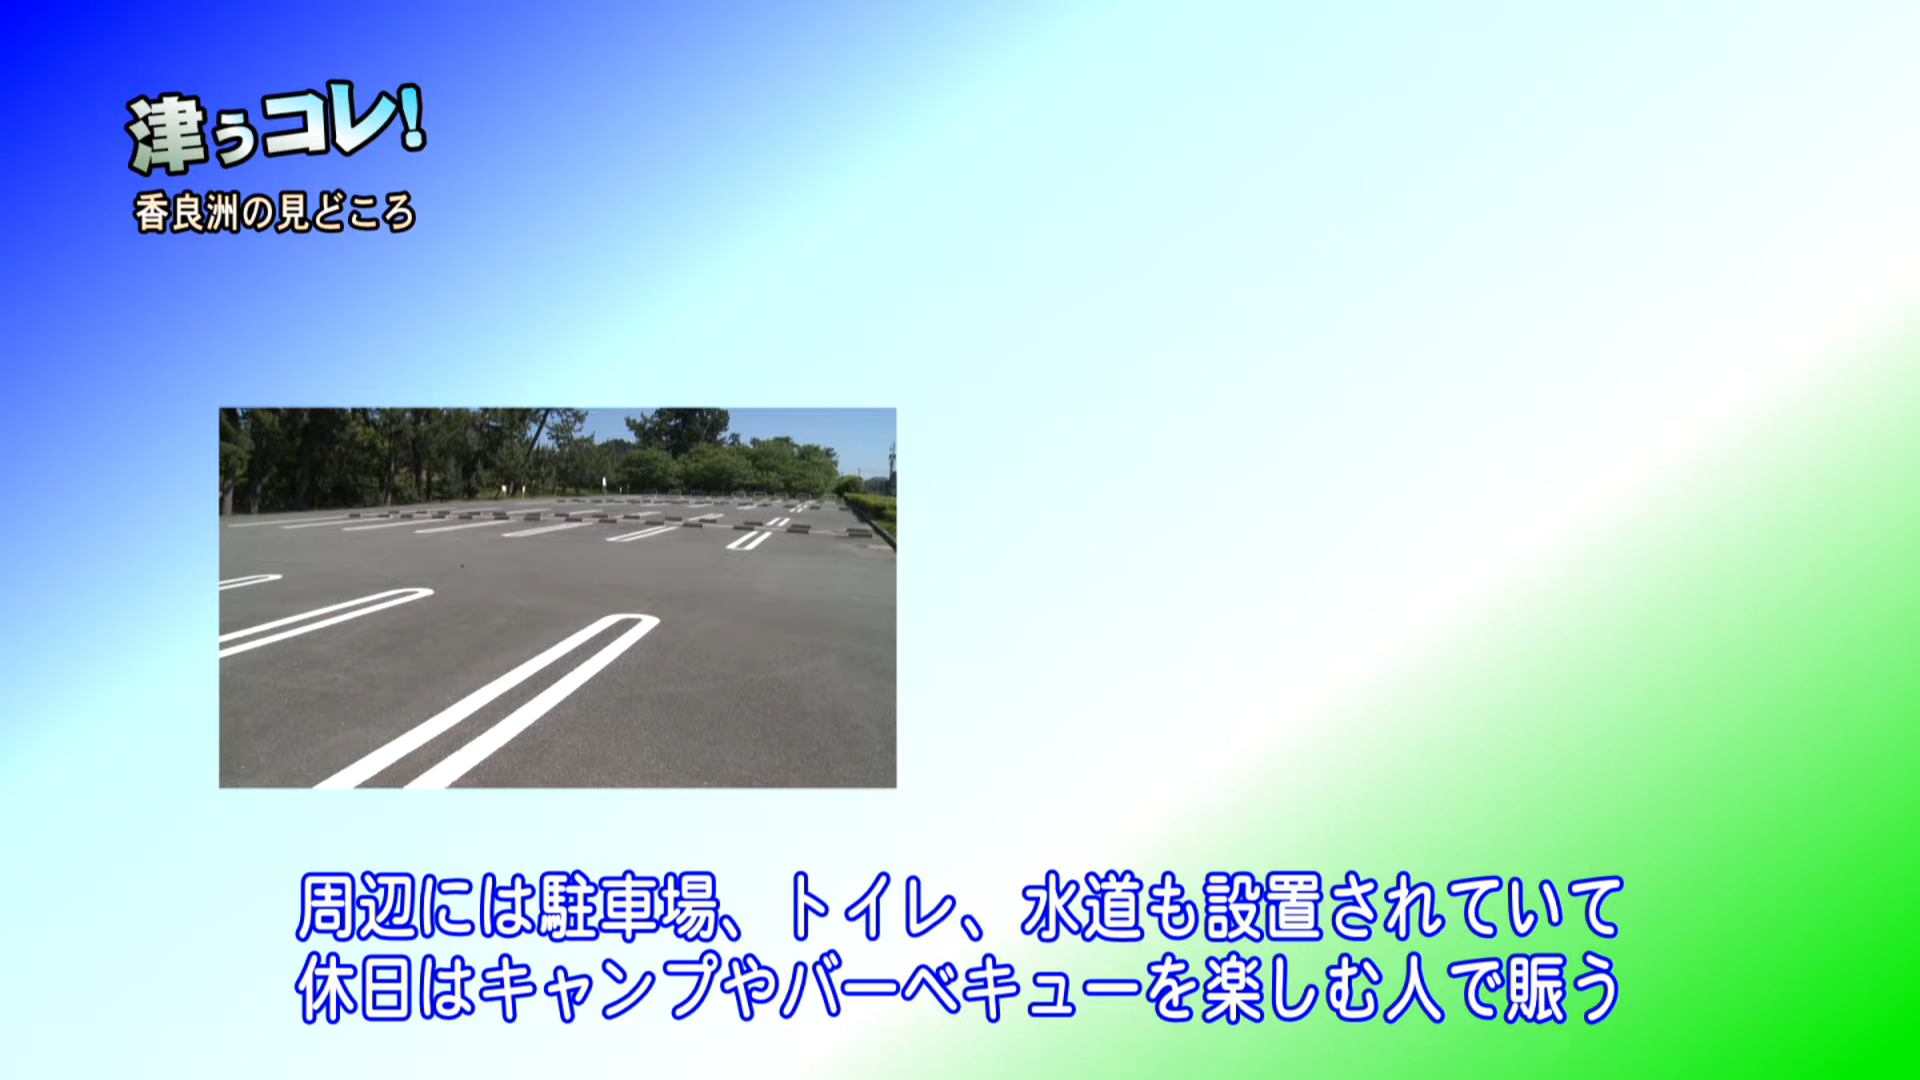 津ぅコレ!
香良洲の見どころ
周辺には駐車場、トイレ、水道も設置されていて
休日はキャンプやバーベキューを楽しむ人で賑う